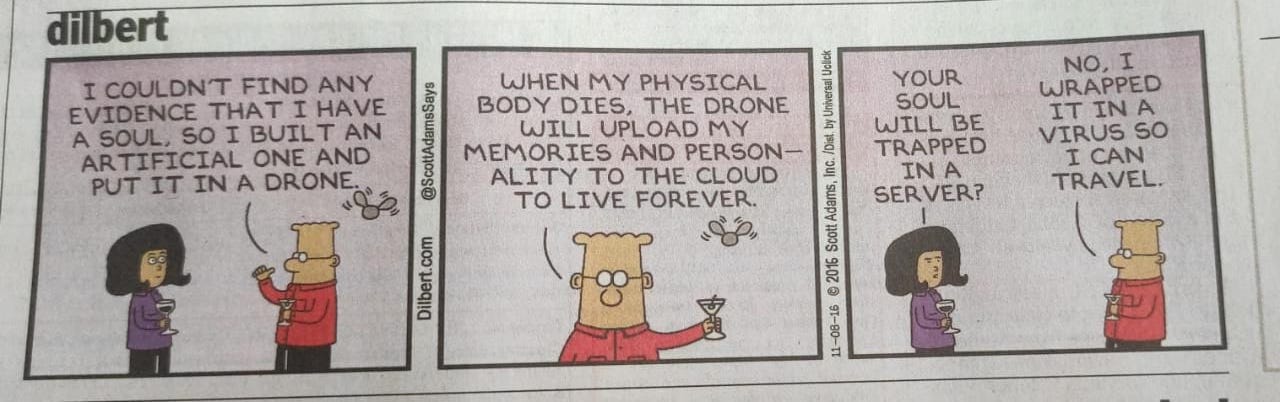 dilbert
I COULDN'T FIND ANY
EVIDENCE THAT I HAVE
A SOUL, SO I BUILT AN
ARTIFICIAL ONE AND
PUT IT IN A DRONE.
Dilbert.com @ScottAdamsSays
WHEN MY PHYSICAL
BODY DIES, THE DRONE
WILL UPLOAD MY
MEMORIES AND PERSON-
ALITY TO THE CLOUD
TO LIVE FOREVER.
11-08-16 © 2016 Scott Adams, Inc. /Dist. by Universal Uclick
YOUR
SOUL
WILL BE
TRAPPED
IN A
SERVER?
NO, I
WRAPPED
IT IN A
VIRUS SO
I CAN
TRAVEL.